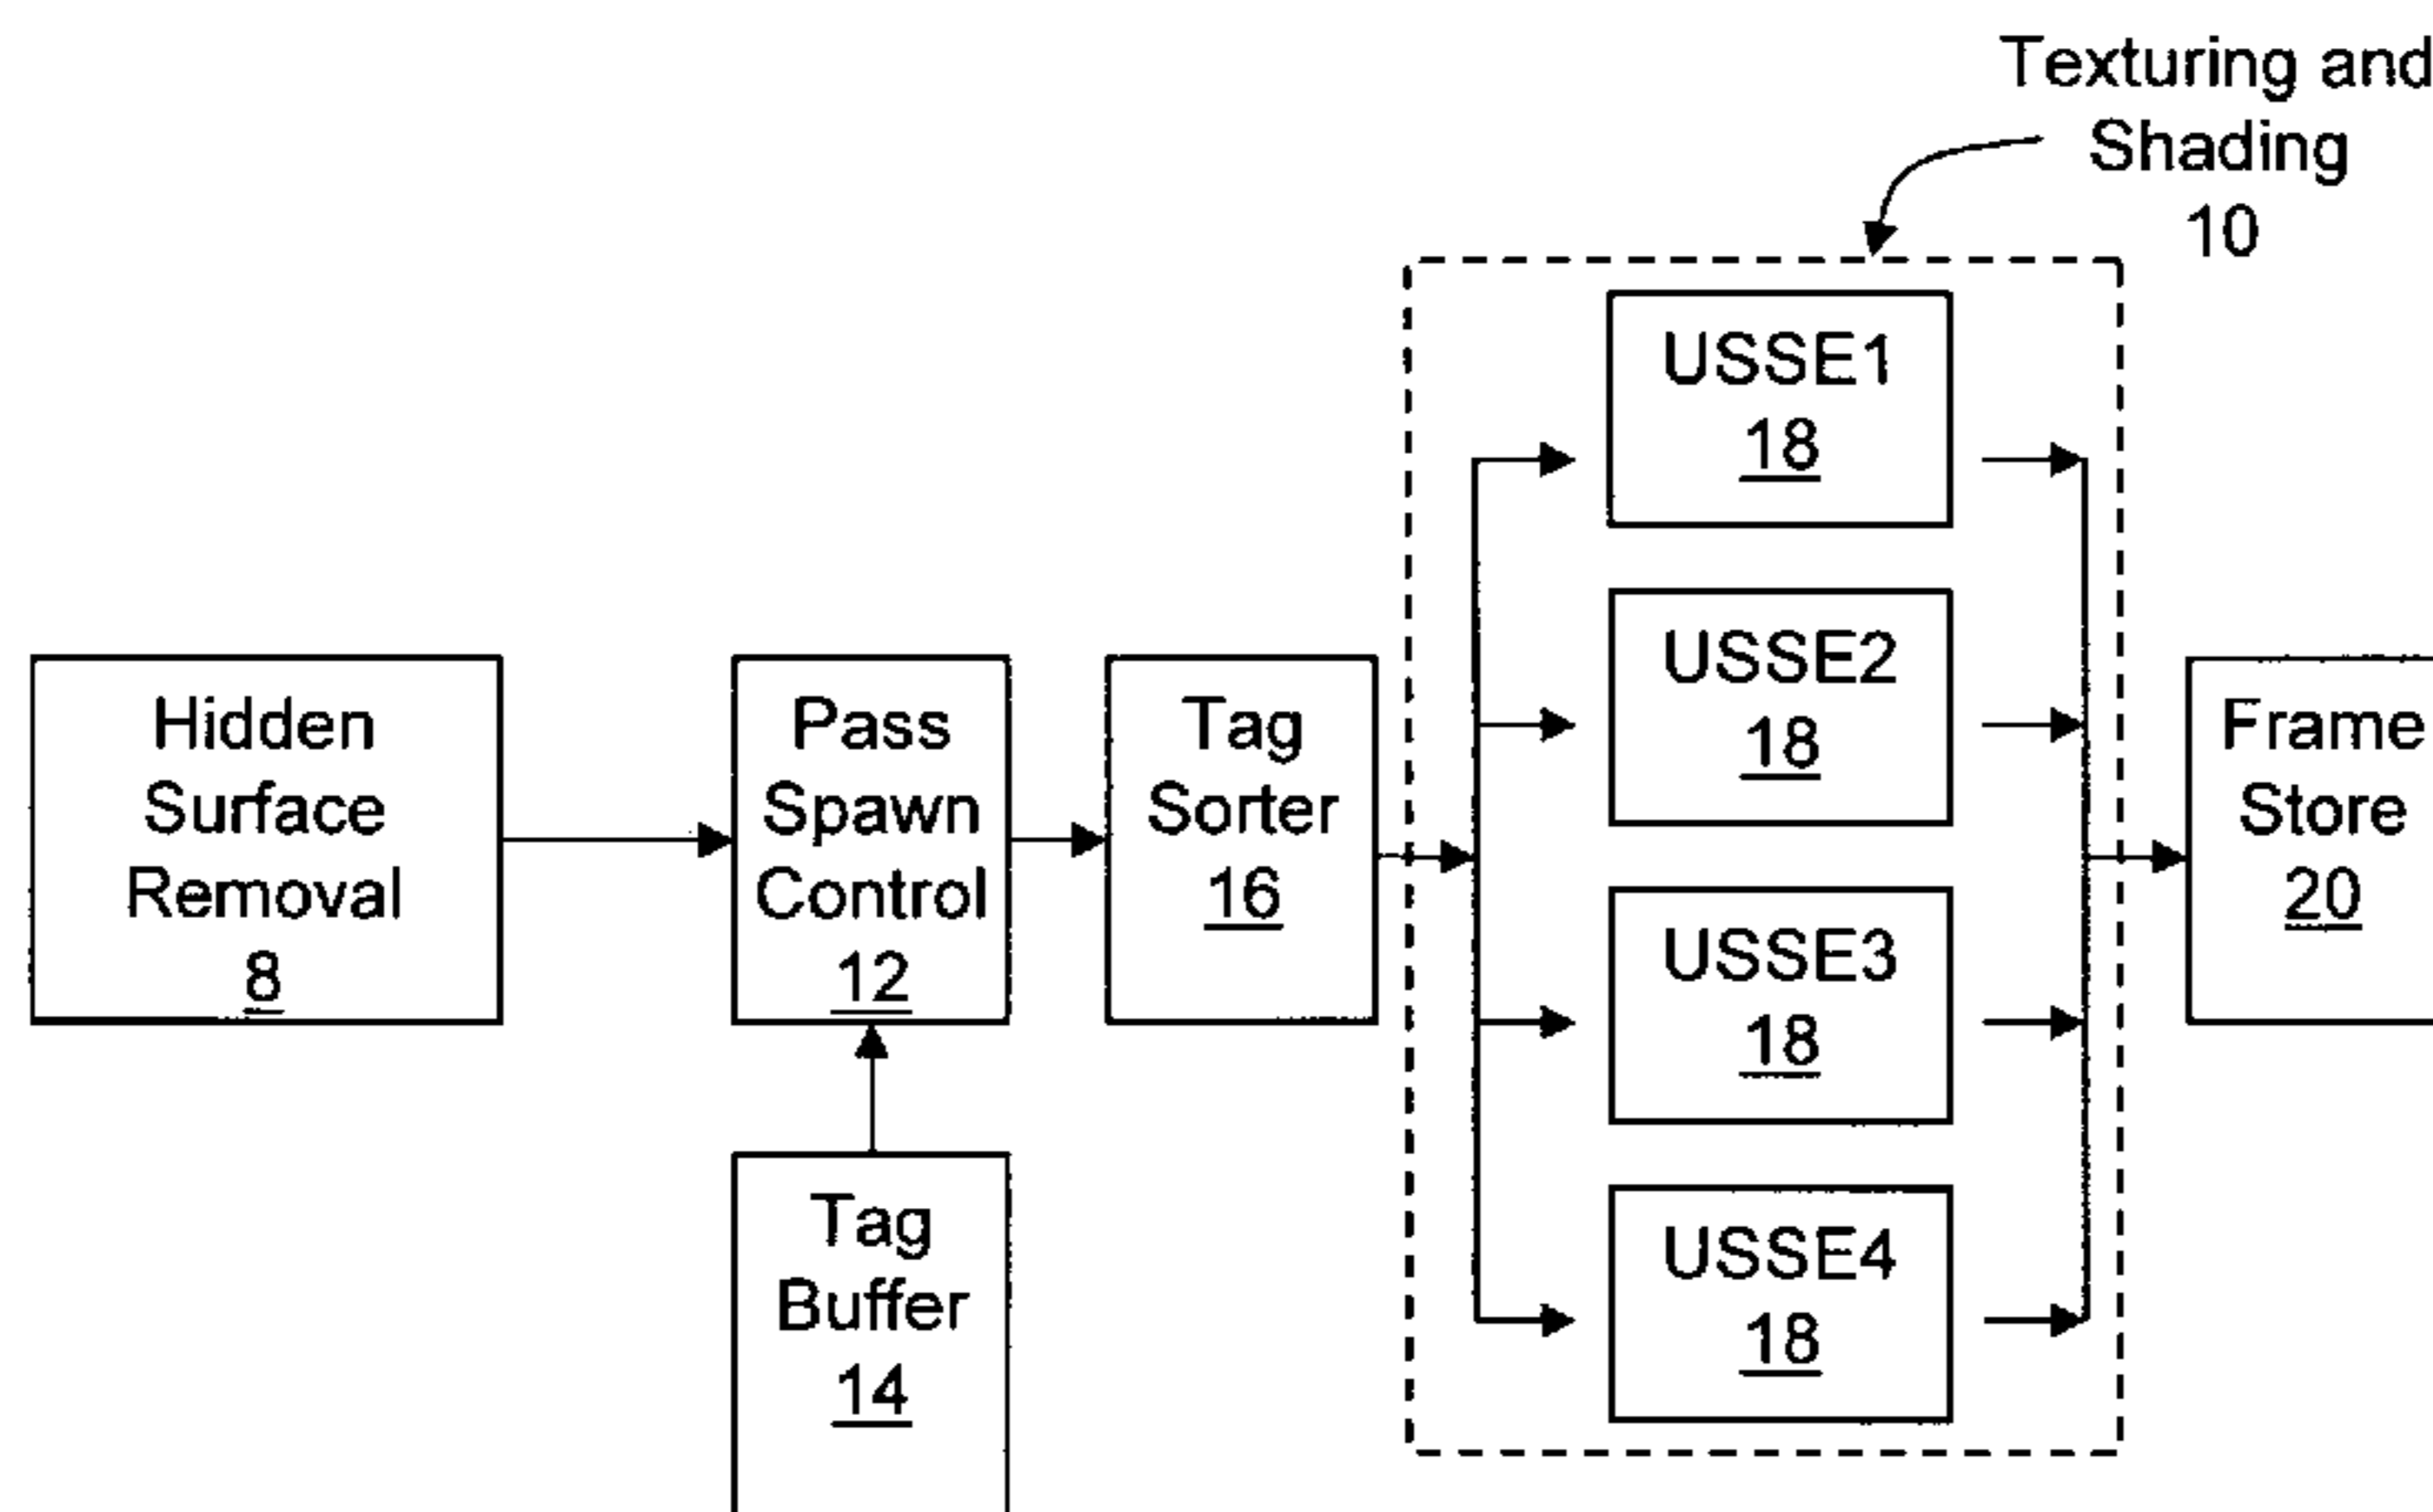 Texturing and
Shading
10
Hidden
Surface
Removal
8
Pass
Spawn
Control
12
Tag
Sorter
16
USSE1
18
USSE2
18
USSE3
18
USSE4
18
Frame
Store
20
Tag
Buffer
14